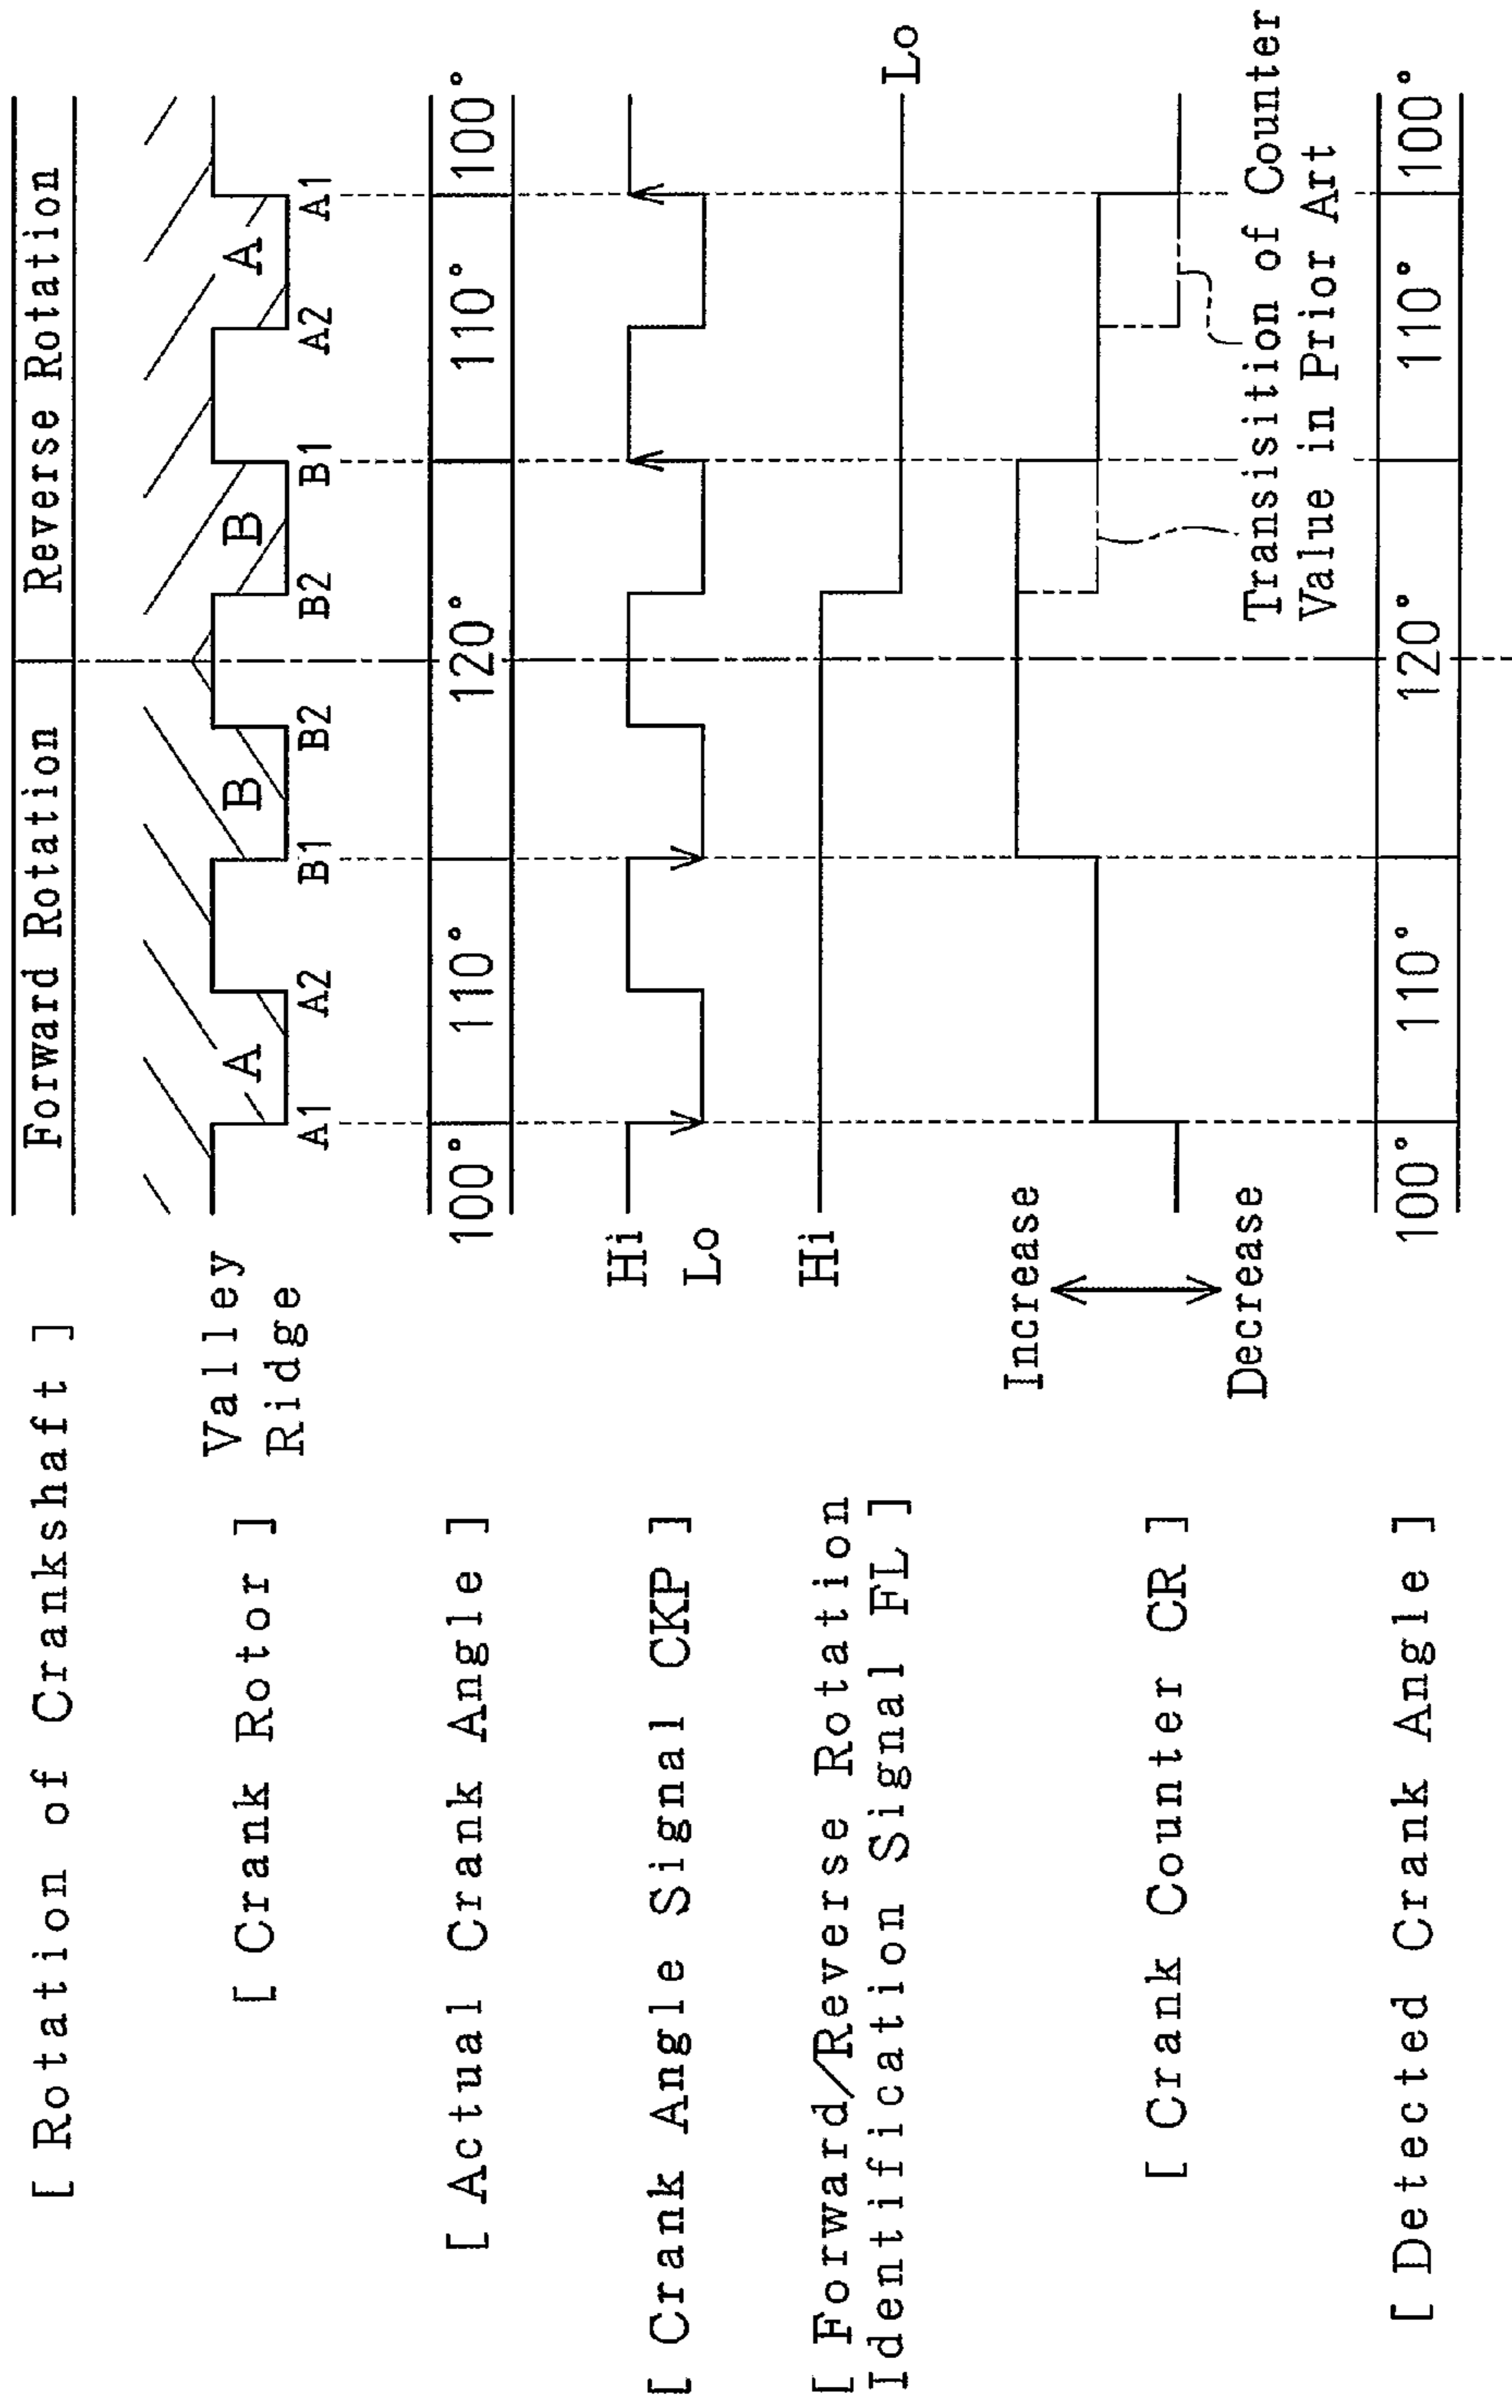 [ Rotation of Crankshaft ]
Forward Rotation
Reverse Rotation
[ Crank Rotor ]
Valley
Ridge
A
B
B
A
A1
A2
B1
B2
B2
B1
A2
A1
[ Actual Crank Angle ]
100°
110°
120°
110°
100°
[ Crank Angle Signal CKP ]
Hi
Lo
[ Forward/Reverse Rotation
Identification Signal FL ]
Hi
Lo
[ Crank Counter CR ]
Increase
Decrease
Transisition of Counter
Value in Prior Art
[ Detected Crank Angle ]
100°
110°
120°
110°
100°